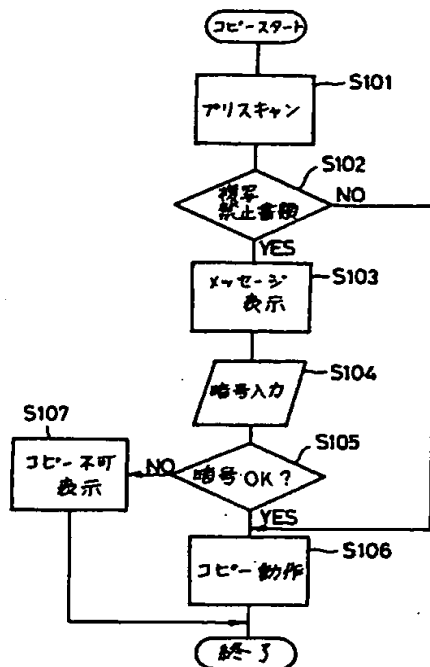 コピースタート
S101
プリスキャン
S102
複写
禁止書類
NO
YES
S103
メッセージ
表示
S104
暗号入力
S107
S105
コピー不可
表示
NO
暗号OK?
YES
S106
コピー動作
終了